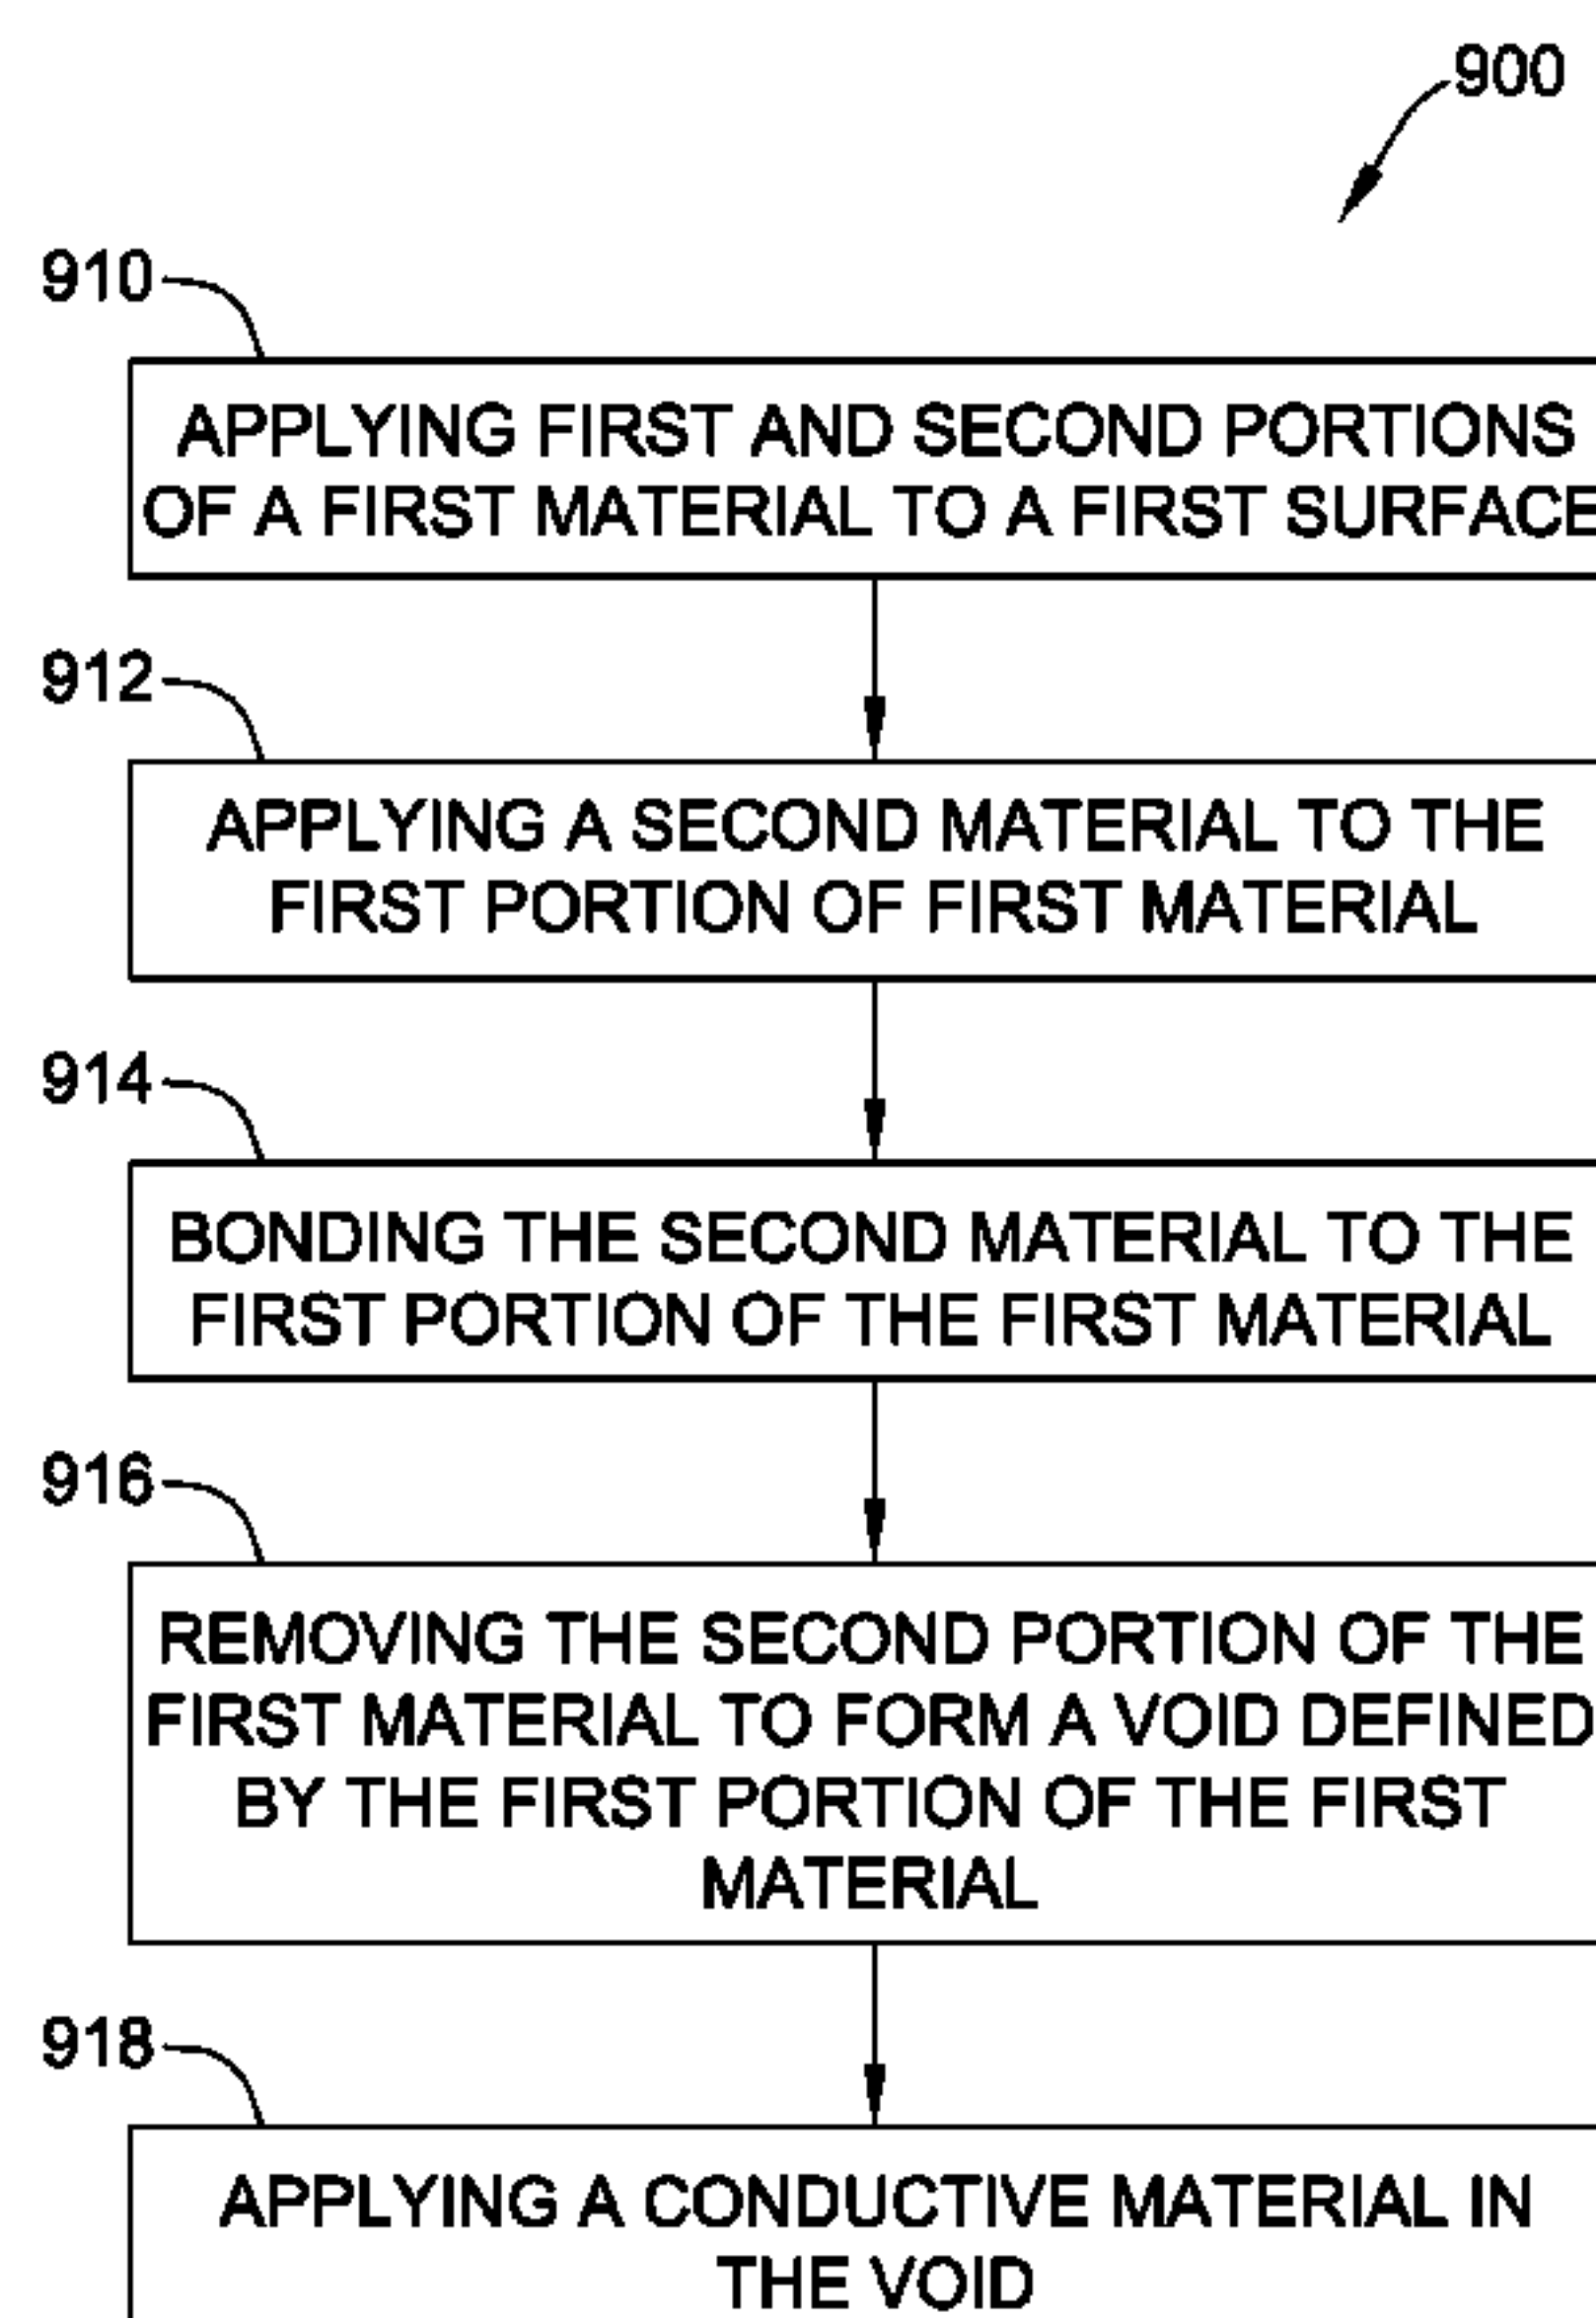 900
910
APPLYING FIRST AND SECOND PORTIONS
OF A FIRST MATERIAL TO A FIRST SURFACE
912
APPLYING A SECOND MATERIAL TO THE
FIRST PORTION OF FIRST MATERIAL
914
BONDING THE SECOND MATERIAL TO THE
FIRST PORTION OF THE FIRST MATERIAL
916
REMOVING THE SECOND PORTION OF THE
FIRST MATERIAL TO FORM A VOID DEFINED
BY THE FIRST PORTION OF THE FIRST
MATERIAL
918
APPLYING A CONDUCTIVE MATERIAL IN
THE VOID